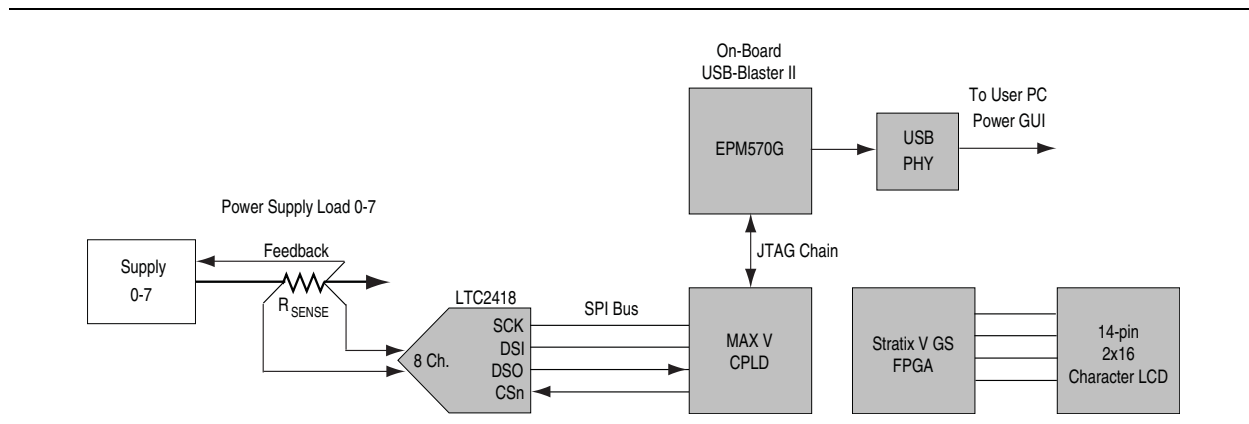 On-Board
USB-Blaster II
EPM570G
USB
PHY
To User PC
Power GUI
JTAG Chain
Power Supply Load 0-7
Feedback
Supply
0-7
R SENSE
LTC2418
8 Ch.
SCK
DSI
DSO
CSn
SPI Bus
MAX V
CPLD
Stratix V GS
FPGA
14-pin
2x16
Character LCD